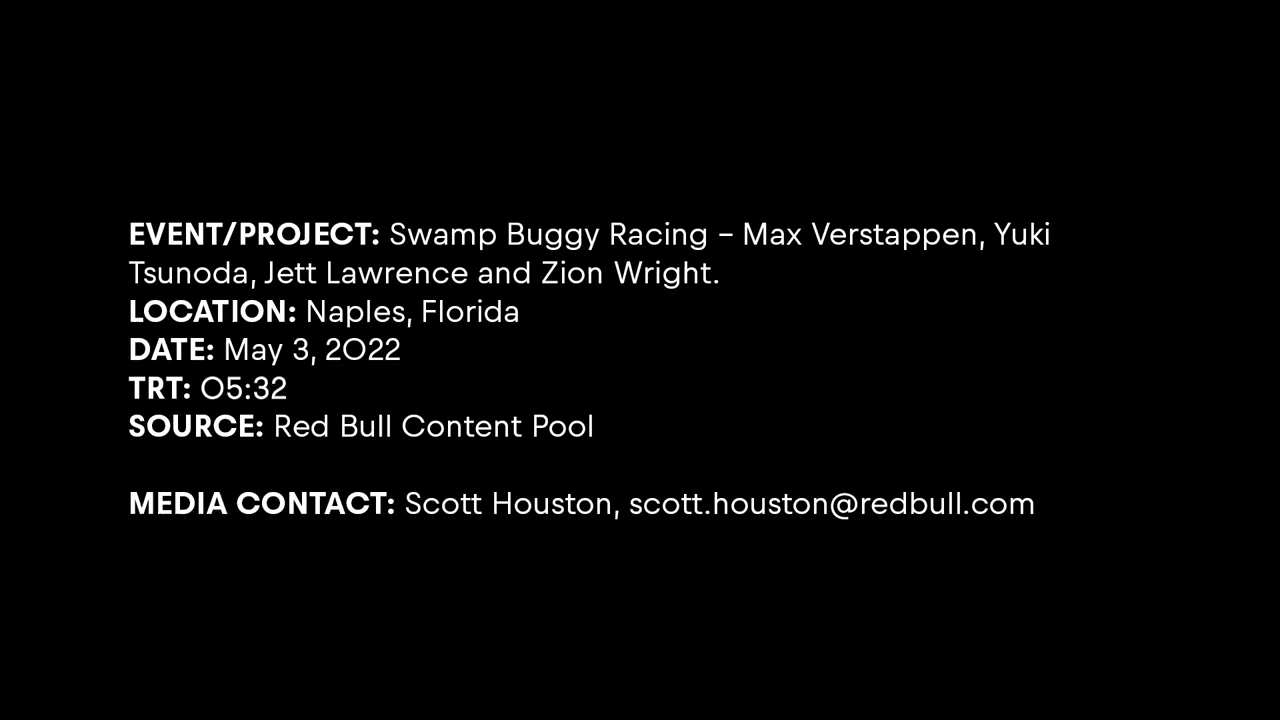 EVENT/PROJECT: Swamp Buggy Racing – Max Verstappen, Yuki
Tsunoda, Jett Lawrence and Zion Wright.
LOCATION: Naples, Florida
DATE: May 3, 2022
TRT: 05:32
SOURCE: Red Bull Content Pool
MEDIA CONTACT: Scott Houston, scott.houston@redbull.com